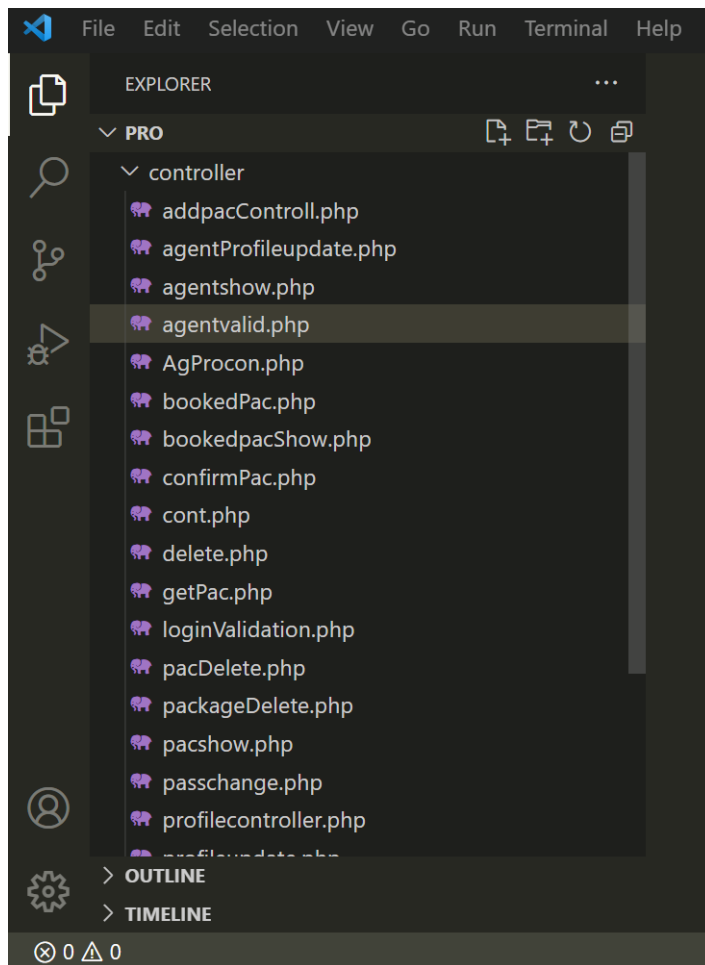 File Edit Selection View Go Run Terminal Help
EXPLORER
PRO
controller
addpacControll.php
agentProfileupdate.php
agentshow.php
agentvalid.php
AgProcon.php
bookedPac.php
bookedpacShow.php
confirmPac.php
cont.php
delete.php
getPac.php
loginValidation.php
pacDelete.php
packageDelete.php
pacshow.php
passchange.php
profilecontroller.php
profileupdate.php
OUTLINE
TIMELINE
0 0